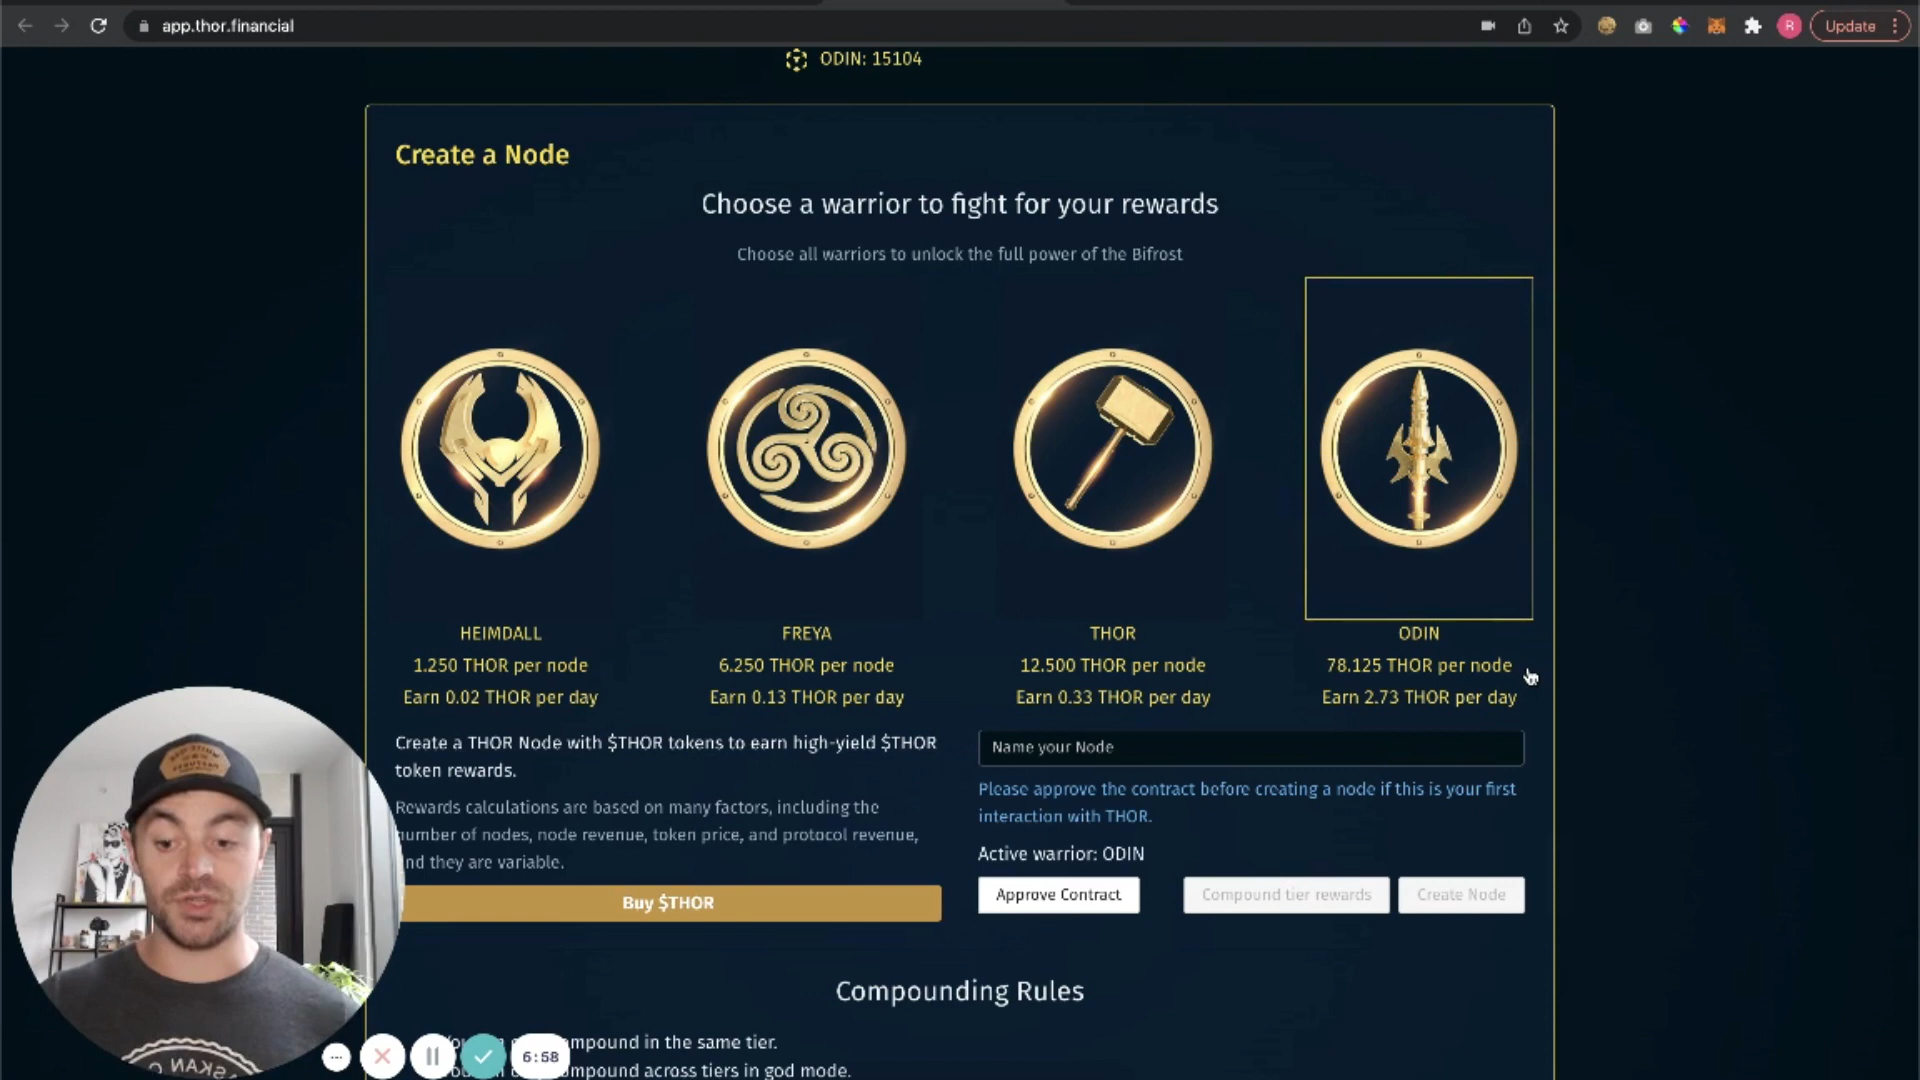 app.thor.financial
R
Update
ODIN: 15104
Create a Node
Choose a warrior to fight for your rewards
Choose all warriors to unlock the full power of the Bifrost
HEIMDALL
1.250 THOR per node
Earn 0.02 THOR per day
FREYA
6.250 THOR per node
Earn 0.13 THOR per day
THOR
12.500 THOR per node
Earn 0.33 THOR per day
ODIN
78.125 THOR per node
Earn 2.73 THOR per day
Create a THOR Node with $THOR tokens to earn high-yield $THOR
token rewards.
Rewards calculations are based on many factors, including the
number of nodes, node revenue, token price, and protocol revenue,
and they are variable.
Buy $THOR
Name your Node
Please approve the contract before creating a node if this is your first
interaction with THOR.
Active warrior: ODIN
Approve Contract
Compound tier rewards
Create Node
Compounding Rules
in the same tier.
across tiers in god mode.
6:58